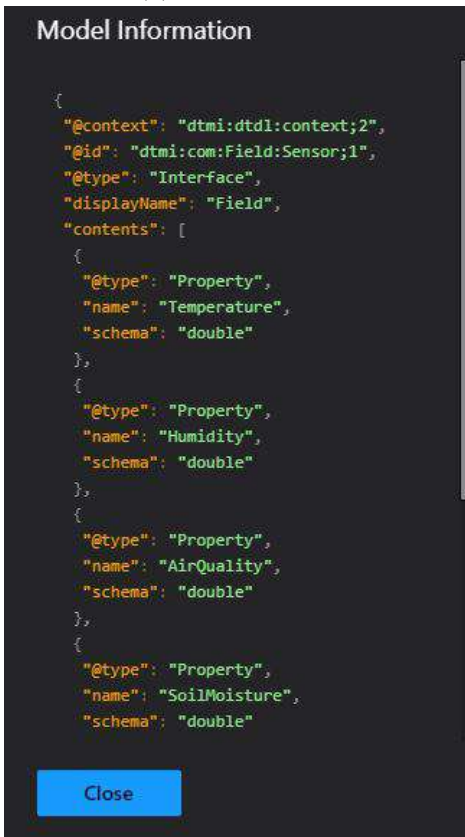 Model Information
{
"@context": "dtmi:dtdl:context;2",
"@id": "dtmi:com:Field:Sensor;1",
"@type": "Interface",
"displayName": "Field",
"contents": [
{
"@type": "Property",
"name": "Temperature",
"schema": "double"
},
{
"@type": "Property",
"name": "Humidity",
"schema": "double"
},
{
"@type": "Property",
"name": "AirQuality",
"schema": "double"
},
{
"@type": "Property",
"name": "SoilMoisture",
"schema": "double"
Close